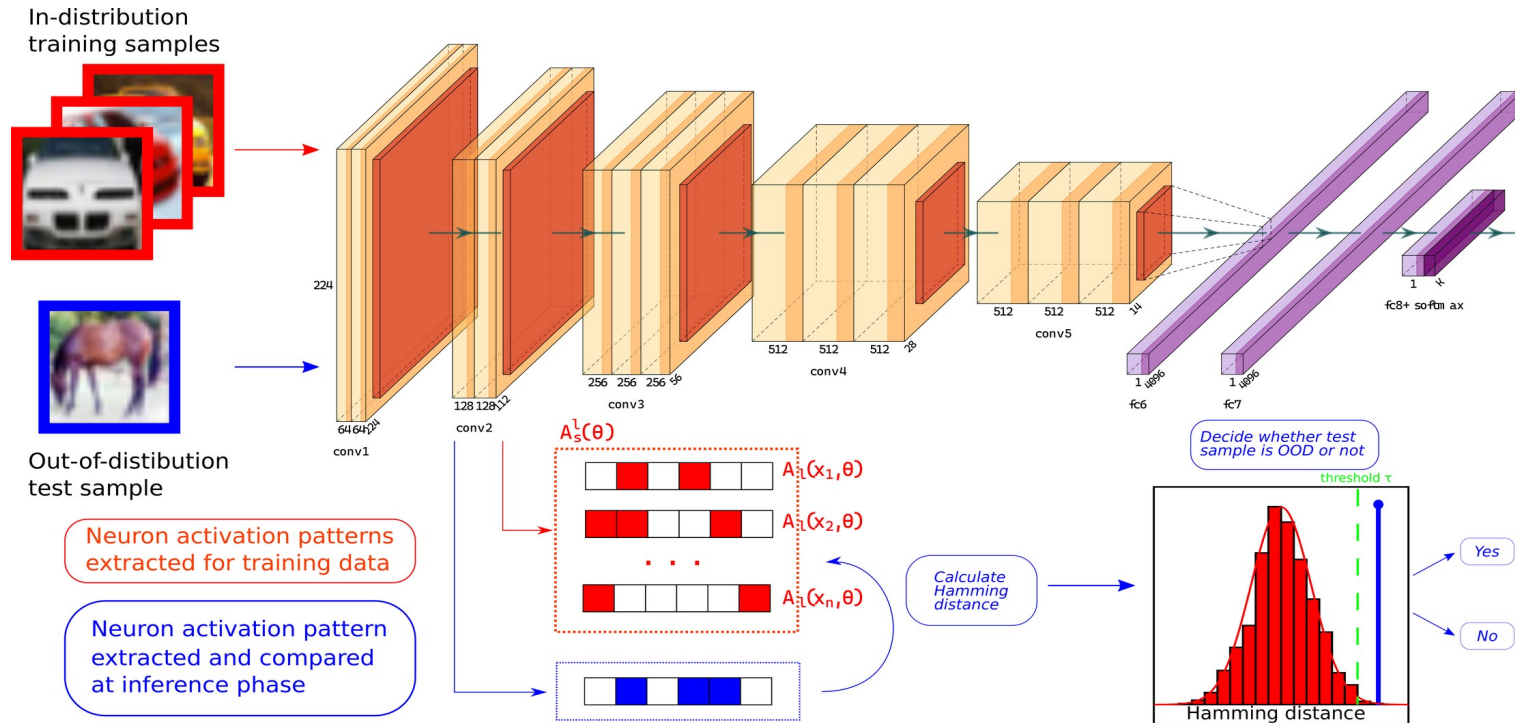 In-distribution
training samples
224
64 64 224
conv1
128 128 112
conv2
256 256 256 56
conv3
512 512 512 28
conv4
512 512 512 14
conv5
1 4096
fc6
1 4096
fc7
1 K
fc8+ softmax
Out-of-distibution
test sample
Neuron activation patterns
extracted for training data
Neuron activation pattern
extracted and compared
at inference phase
A_s^l(θ)
A_l(x₁,θ)
A_l(x₂,θ)
. . .
A_l(xₙ,θ)
Calculate
Hamming
distance
Decide whether test
sample is OOD or not
threshold τ
Hamming distance
Yes
No